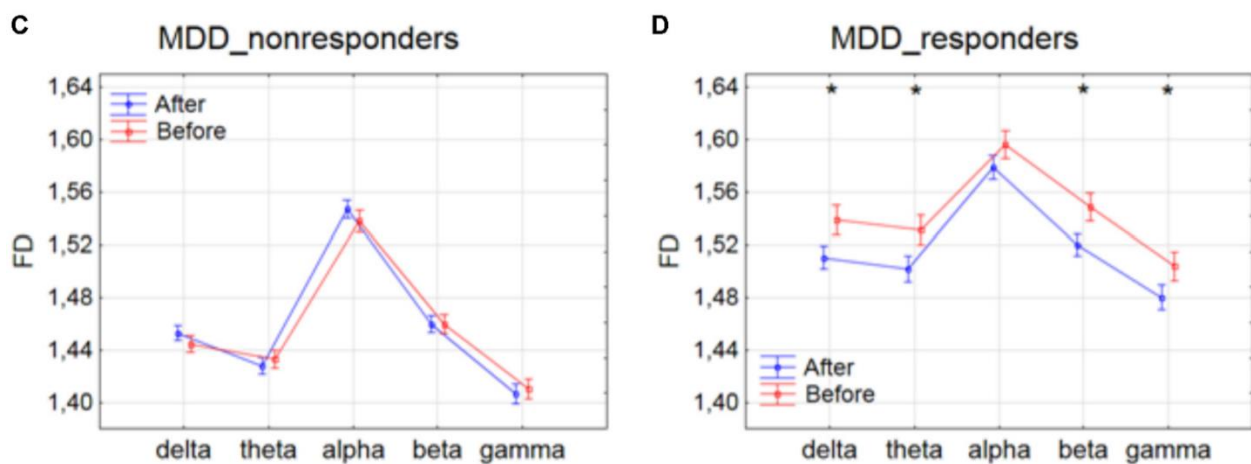 C
MDD_nonresponders
FD
1,64
1,60
1,56
1,52
1,48
1,44
1,40
After
Before
delta theta alpha beta gamma
D
MDD_responders
FD
1,64
1,60
1,56
1,52
1,48
1,44
1,40
* * * *
After
Before
delta theta alpha beta gamma